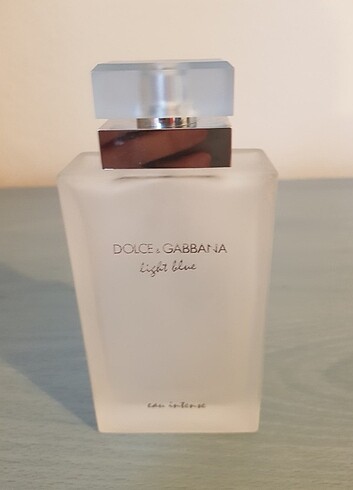 DOLCE & GABBANA
light blue
eau intense